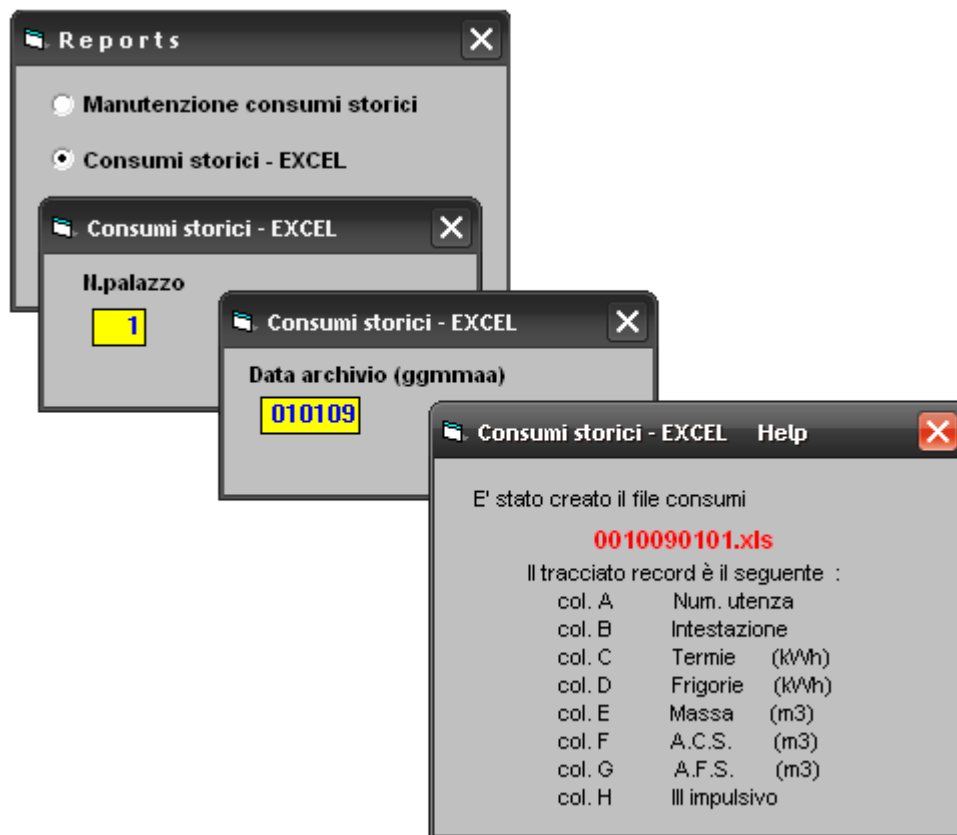 Reports
Manutenzione consumi storici
Consumi storici - EXCEL
Consumi storici - EXCEL
N.palazzo
1
Consumi storici - EXCEL
Data archivio (ggmmaa)
010109
Consumi storici - EXCEL Help
E' stato creato il file consumi
0010090101.xls
Il tracciato record è il seguente :
col. A Num. utenza
col. B Intestazione
col. C Termie (kWh)
col. D Frigorie (kWh)
col. E Massa (m3)
col. F A.C.S. (m3)
col. G A.F.S. (m3)
col. H III impulsivo